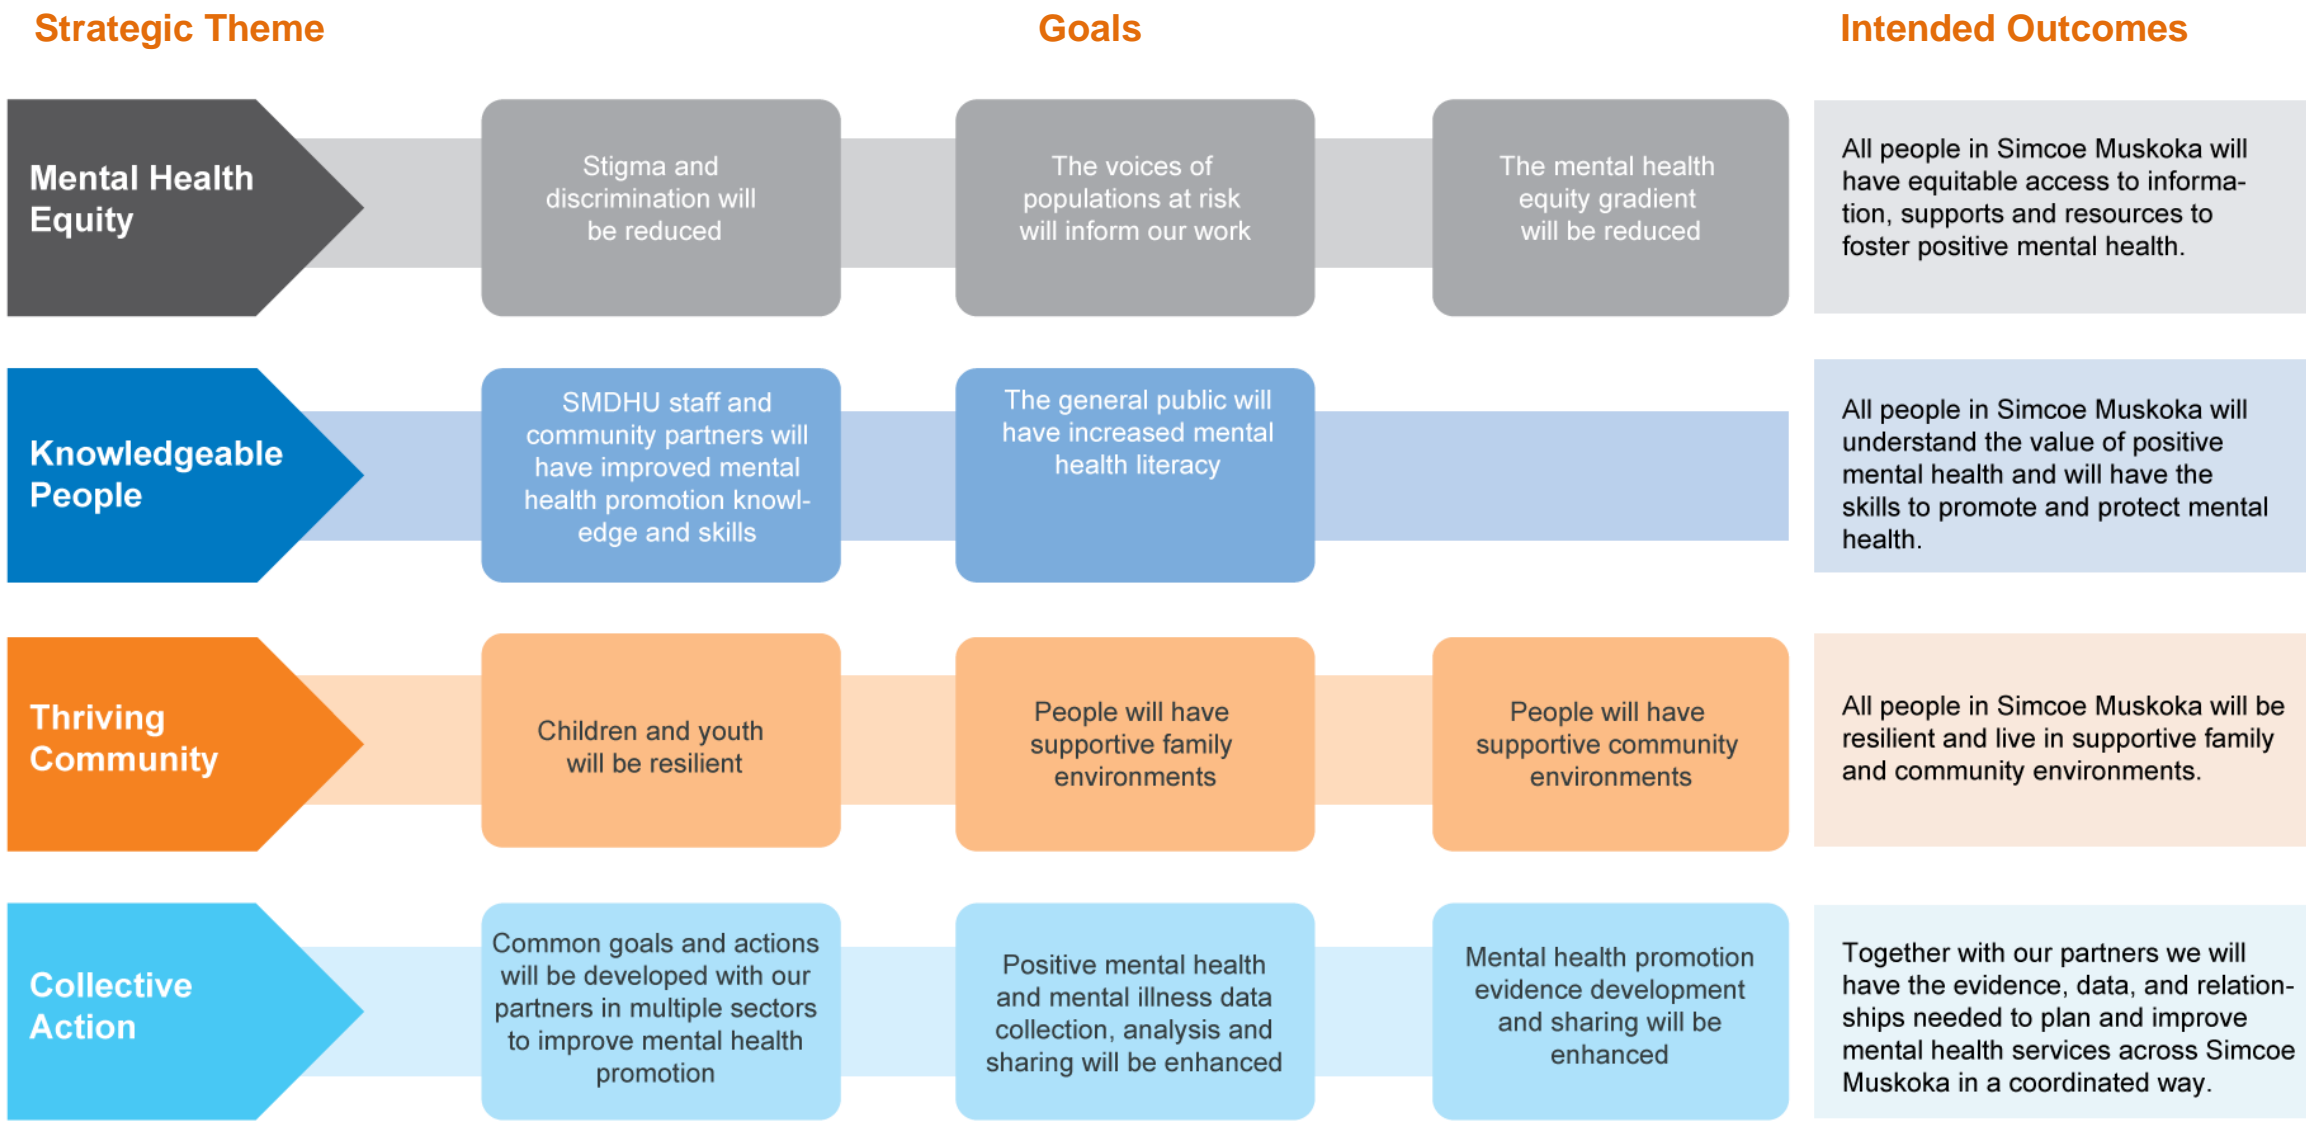 Strategic Theme
Goals
Intended Outcomes
Mental Health
Equity
Stigma and
discrimination will
be reduced
The voices of
populations at risk
will inform our work
The mental health
equity gradient
will be reduced
All people in Simcoe Muskoka will
have equitable access to informa-
tion, supports and resources to
foster positive mental health.
Knowledgeable
People
SMDHU staff and
community partners will
have improved mental
health promotion knowl-
edge and skills
The general public will
have increased mental
health literacy
All people in Simcoe Muskoka will
understand the value of positive
mental health and will have the
skills to promote and protect mental
health.
Thriving
Community
Children and youth
will be resilient
People will have
supportive family
environments
People will have
supportive community
environments
All people in Simcoe Muskoka will be
resilient and live in supportive family
and community environments.
Collective
Action
Common goals and actions
will be developed with our
partners in multiple sectors
to improve mental health
promotion
Positive mental health
and mental illness data
collection, analysis and
sharing will be enhanced
Mental health promotion
evidence development
and sharing will be
enhanced
Together with our partners we will
have the evidence, data, and relation-
ships needed to plan and improve
mental health services across Simcoe
Muskoka in a coordinated way.